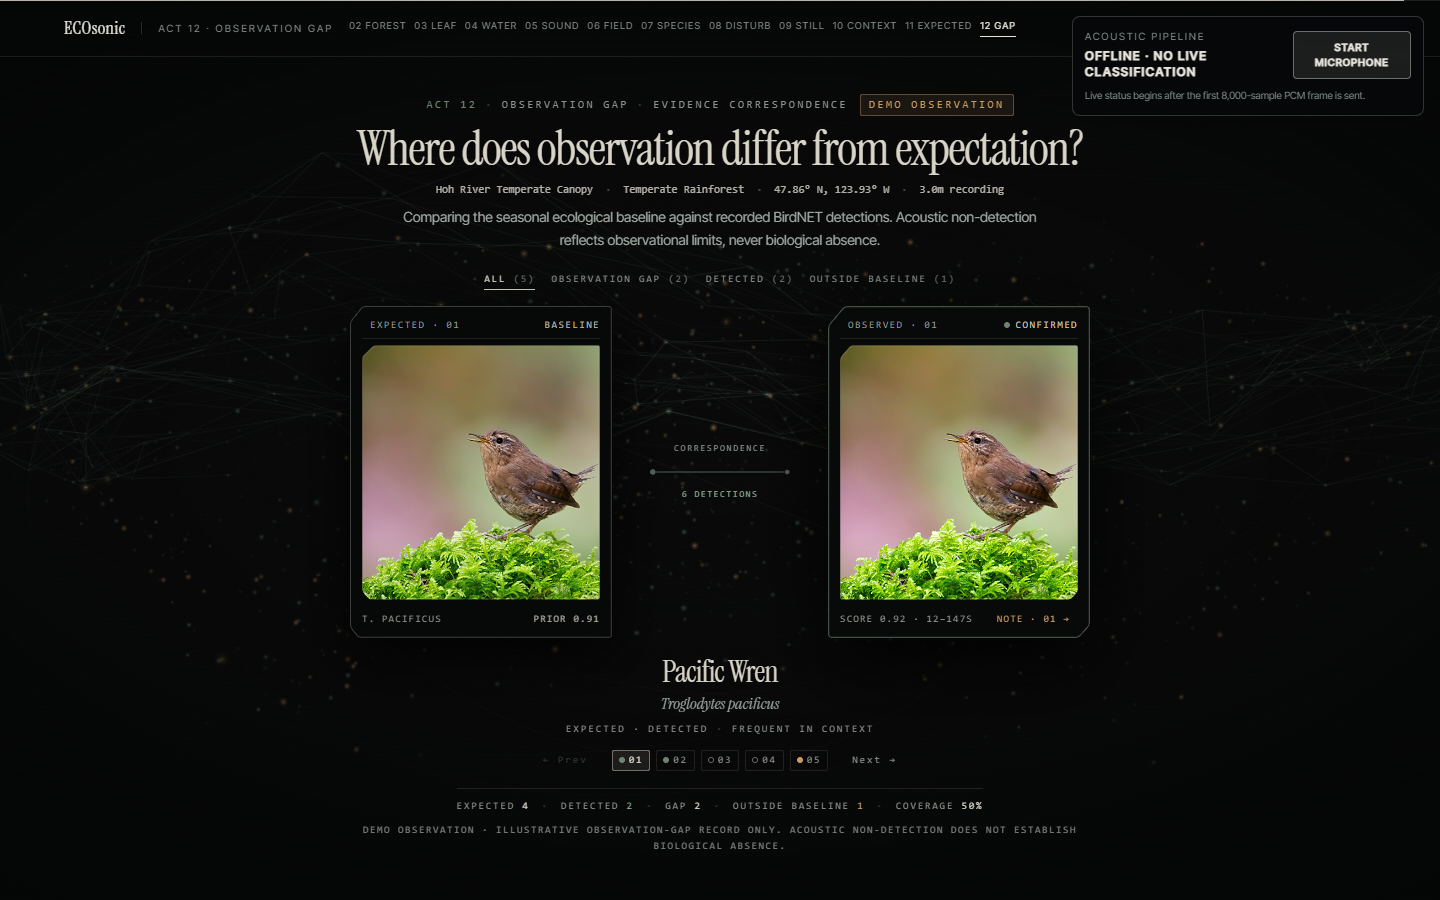 ECOsonic
ACT 12 · OBSERVATION GAP
02 FOREST 03 LEAF 04 WATER 05 SOUND 06 FIELD 07 SPECIES 08 DISTURB 09 STILL 10 CONTEXT 11 EXPECTED 12 GAP
ACOUSTIC PIPELINE
OFFLINE · NO LIVE
CLASSIFICATION
START
MICROPHONE
Live status begins after the first 8,000-sample PCM frame is sent.
ACT 12 · OBSERVATION GAP · EVIDENCE CORRESPONDENCE DEMO OBSERVATION
Where does observation differ from expectation?
Hoh River Temperate Canopy · Temperate Rainforest · 47.86° N, 123.93° W · 3.0m recording
Comparing the seasonal ecological baseline against recorded BirdNET detections. Acoustic non-detection
reflects observational limits, never biological absence.
ALL (5) OBSERVATION GAP (2) DETECTED (2) OUTSIDE BASELINE (1)
EXPECTED · 01 BASELINE
OBSERVED · 01 CONFIRMED
CORRESPONDENCE
6 DETECTIONS
T. PACIFICUS PRIOR 0.91
SCORE 0.92 · 12–147S NOTE · 01 →
Pacific Wren
Troglodytes pacificus
EXPECTED · DETECTED · FREQUENT IN CONTEXT
← Prev 01 02 03 04 05 Next →
EXPECTED 4 · DETECTED 2 · GAP 2 · OUTSIDE BASELINE 1 · COVERAGE 50%
DEMO OBSERVATION · ILLUSTRATIVE OBSERVATION-GAP RECORD ONLY. ACOUSTIC NON-DETECTION DOES NOT ESTABLISH
BIOLOGICAL ABSENCE.